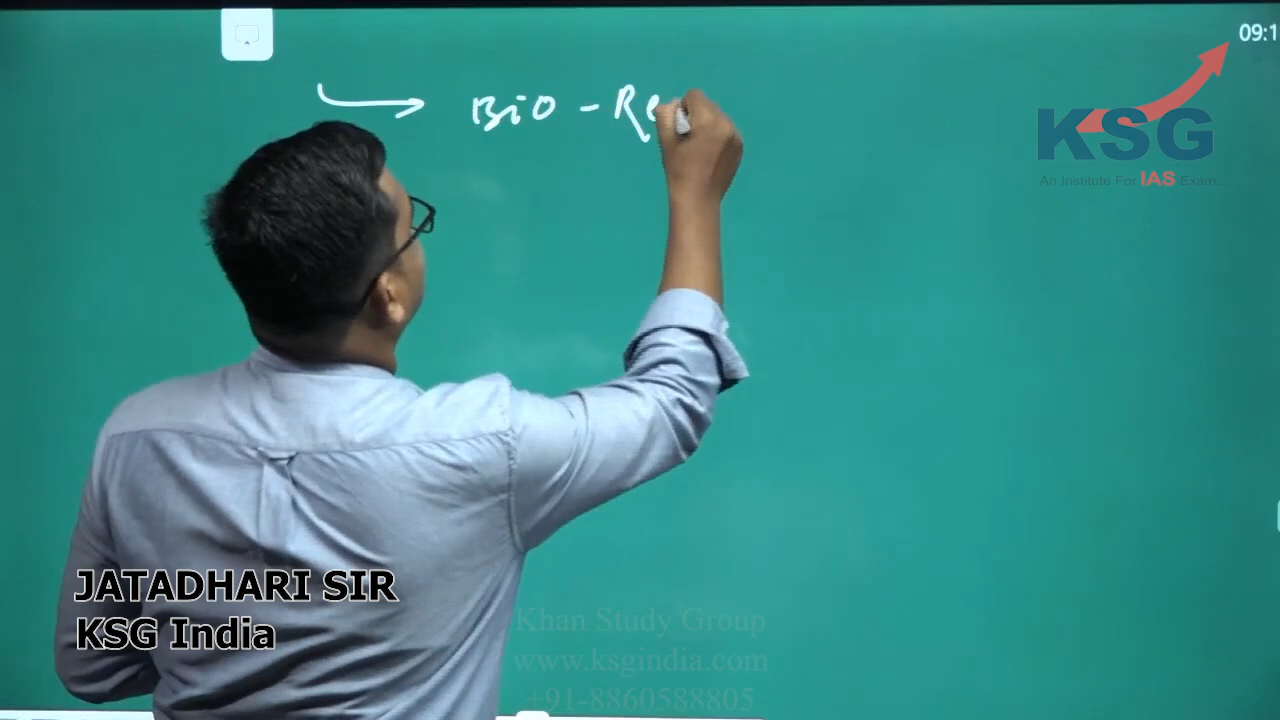 09:1
→ Bio - Re
KSG
An Institute For IAS Exam...
JATADHARI SIR
KSG India
Khan Study Group
www.ksgindia.com
+91-8860588805